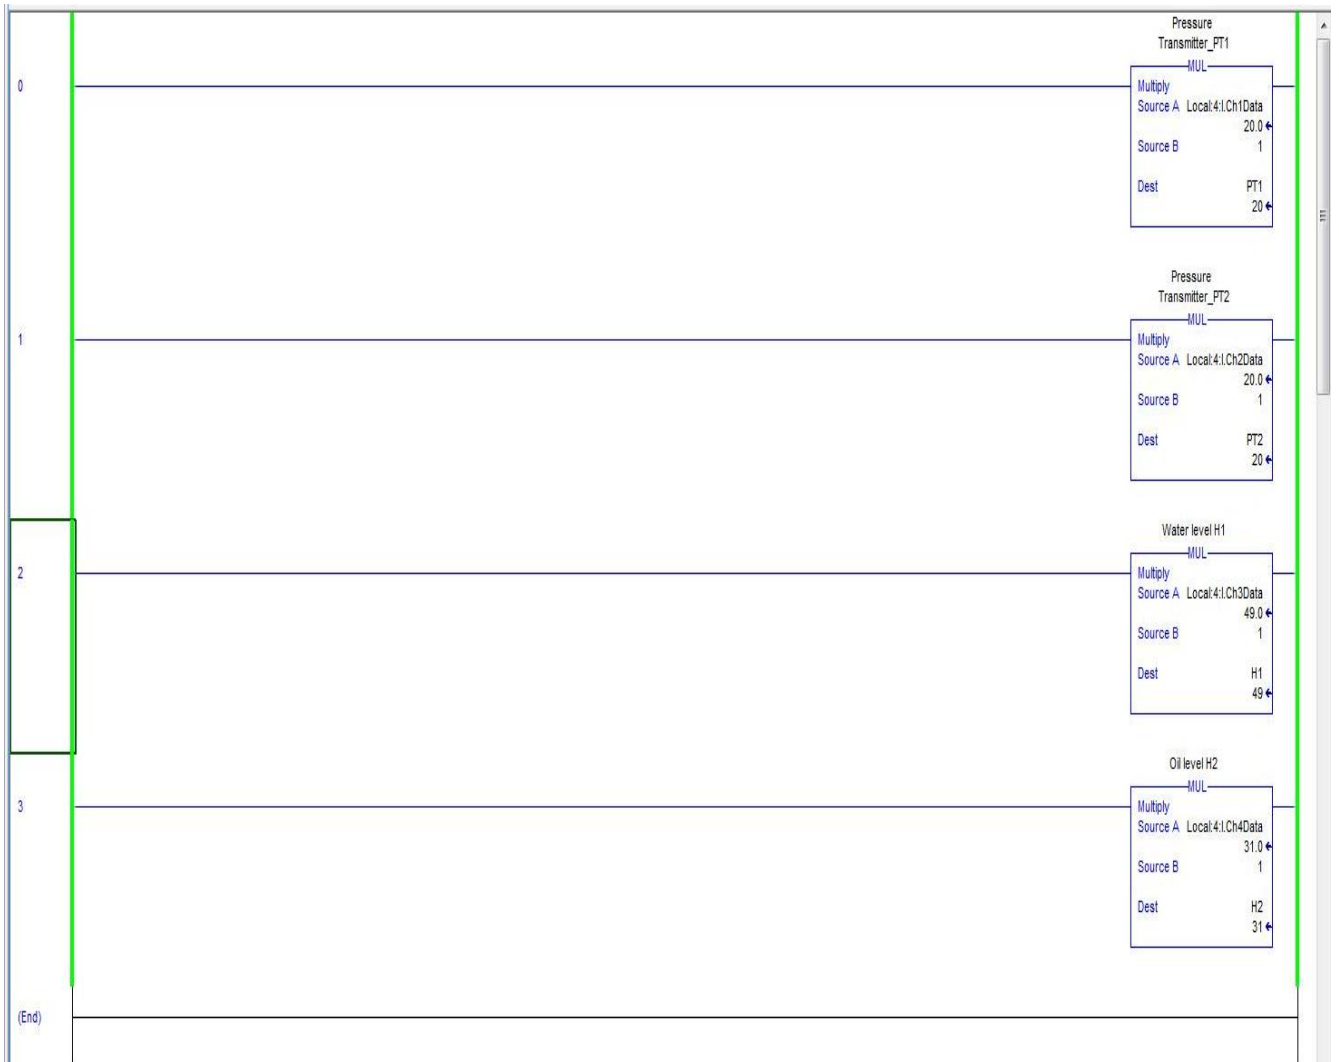 Pressure
Transmitter_PT1
MUL
0
Multiply
Source A Local:4:I.Ch1Data
20.0
Source B 1
Dest PT1
20
Pressure
Transmitter_PT2
MUL
1
Multiply
Source A Local:4:I.Ch2Data
20.0
Source B 1
Dest PT2
20
Water level H1
MUL
2
Multiply
Source A Local:4:I.Ch3Data
49.0
Source B 1
Dest H1
49
Oil level H2
MUL
3
Multiply
Source A Local:4:I.Ch4Data
31.0
Source B 1
Dest H2
31
(End)